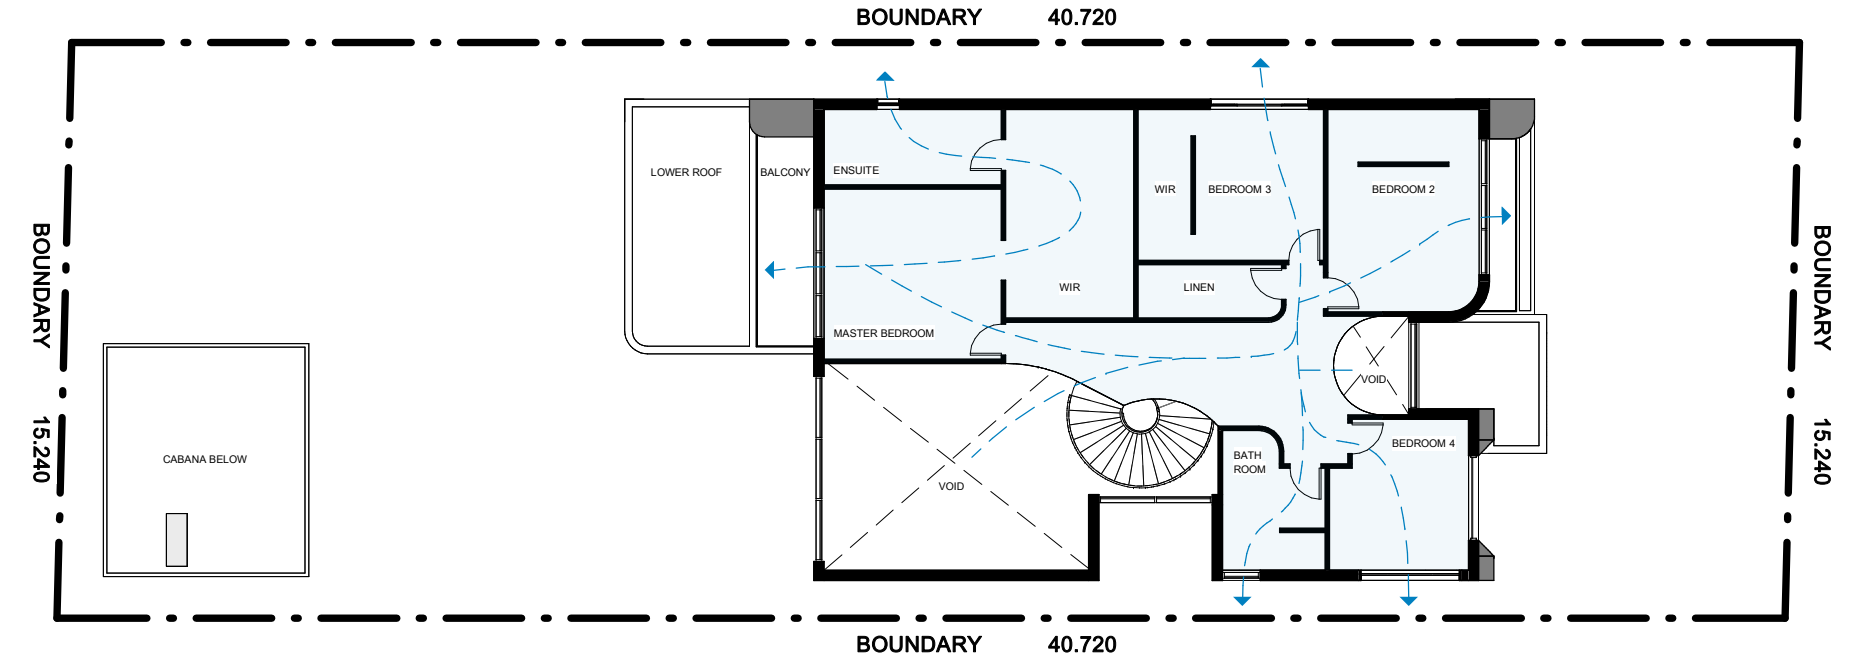 BOUNDARY 40.720
LOWER ROOF
BALCONY
ENSUITE
WIR
BEDROOM 3
BEDROOM 2
BOUNDARY 15.240
BOUNDARY 15.240
WIR
LINEN
MASTER BEDROOM
VOID
CABANA BELOW
VOID
BATH
ROOM
BEDROOM 4
BOUNDARY 40.720